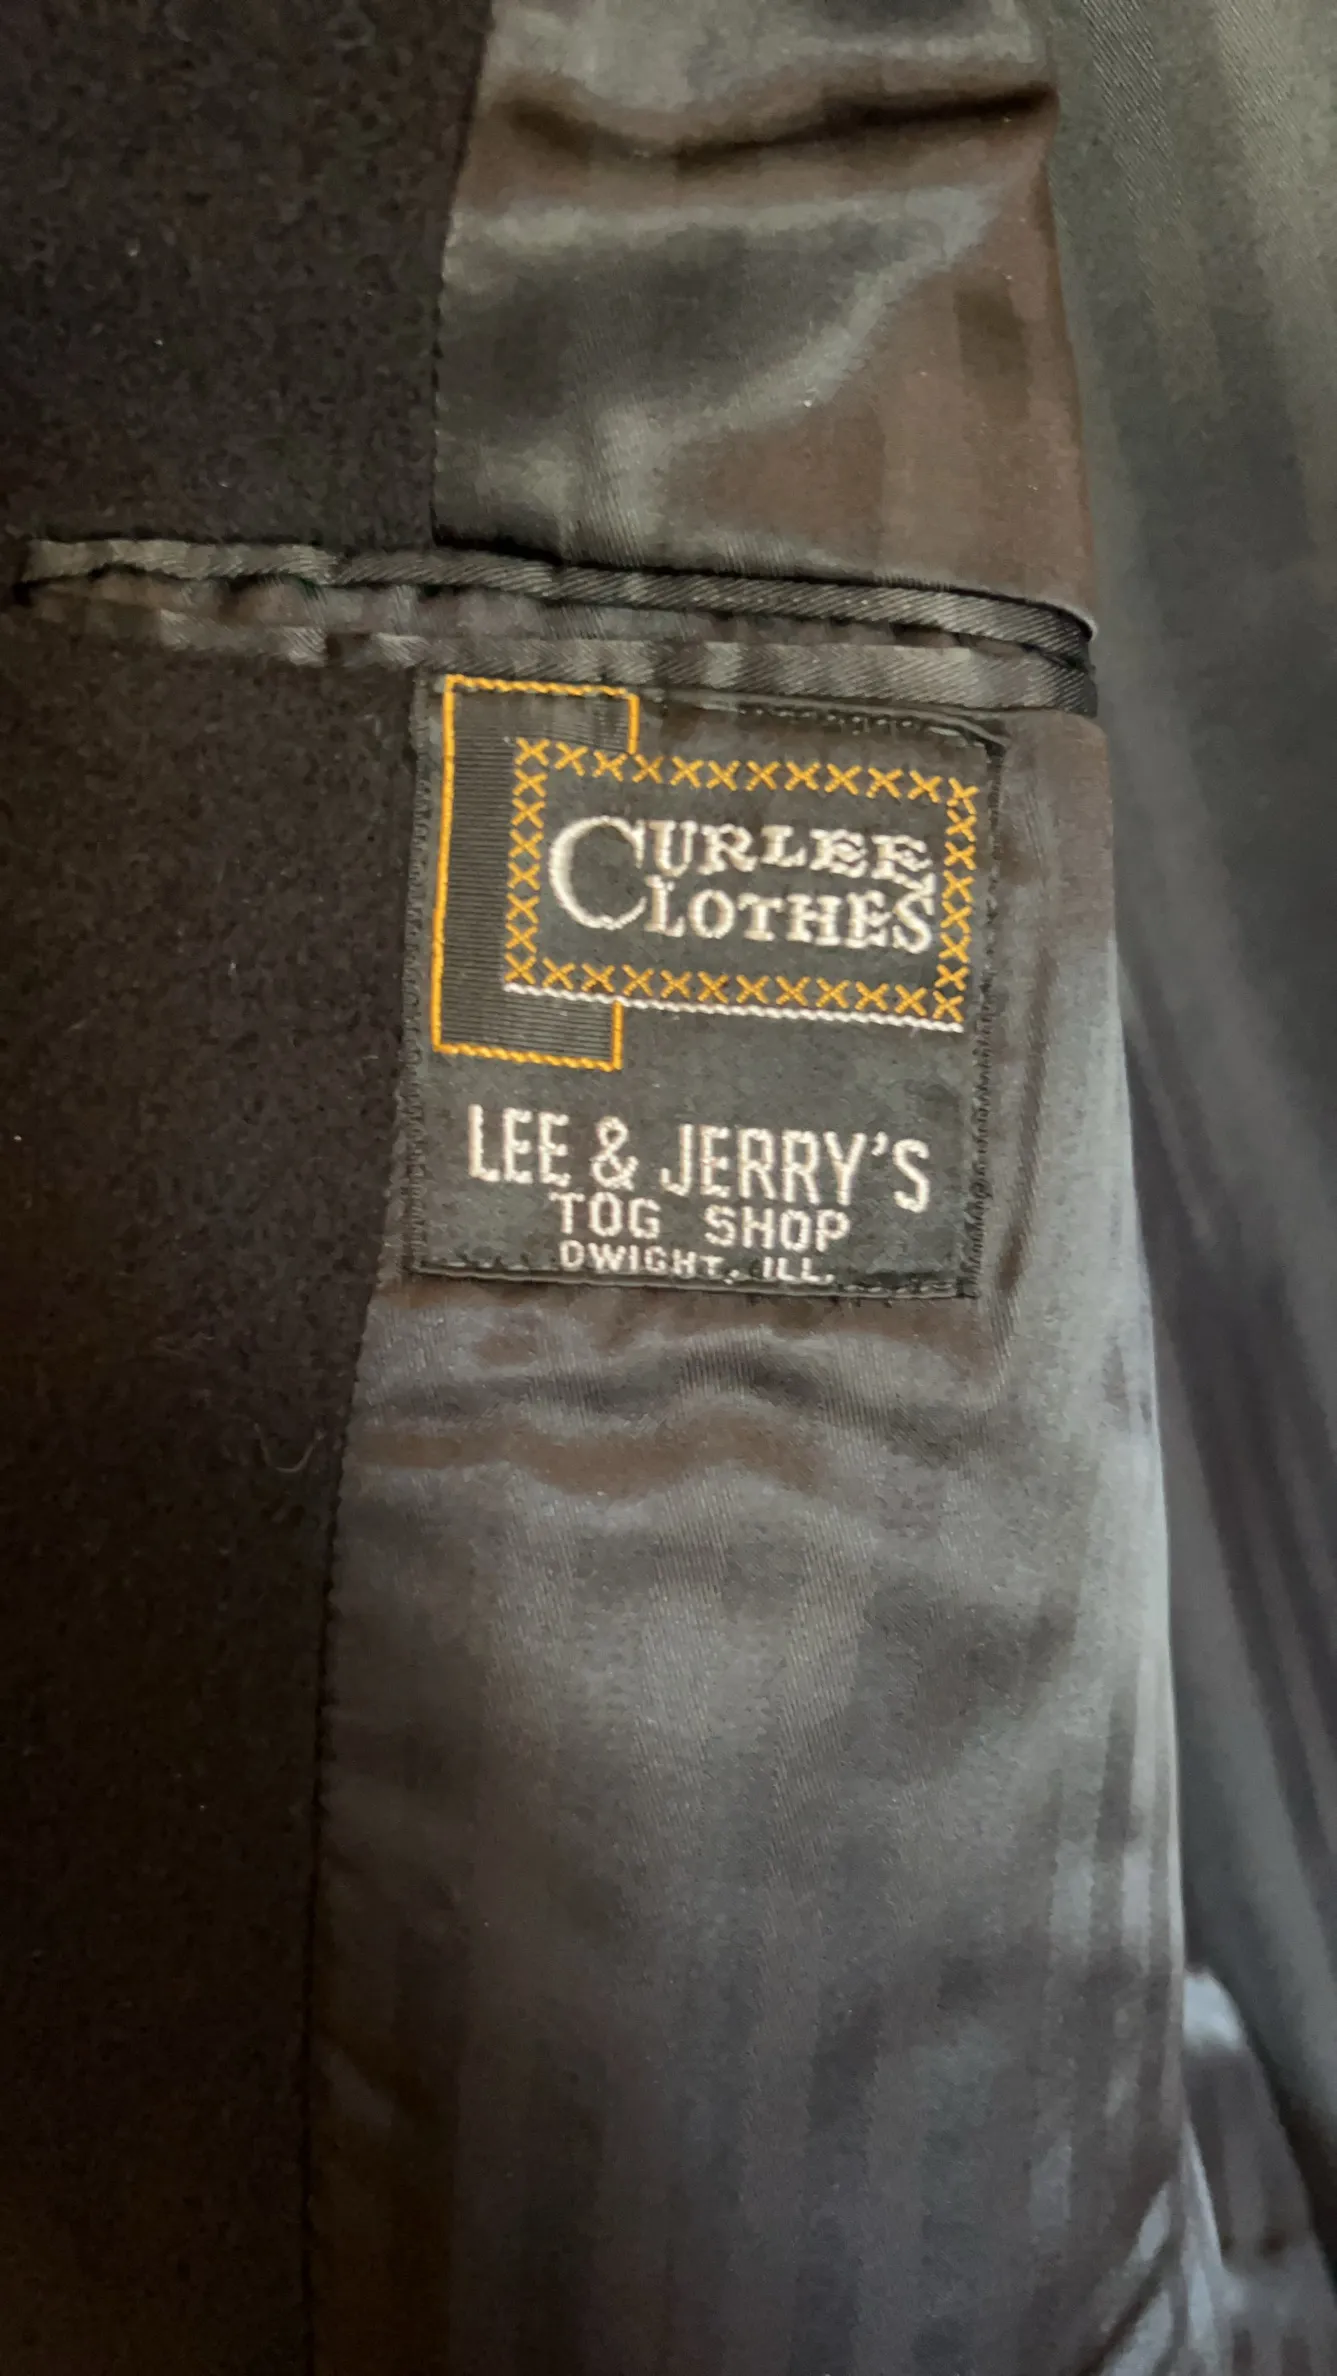 CURLEE
CLOTHES
LEE & JERRY'S
TOG SHOP
DWIGHT, ILL.